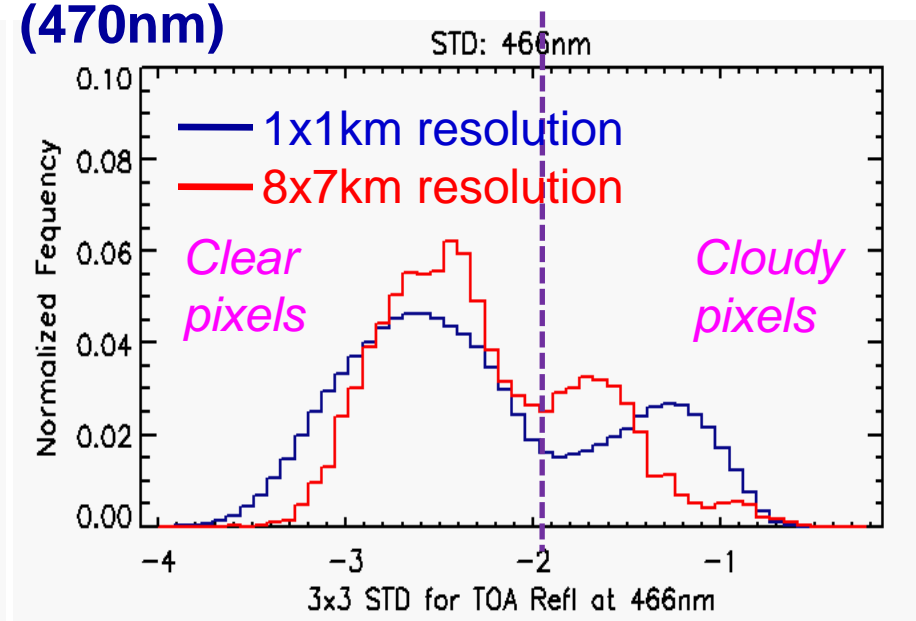 (470nm)
STD: 466nm
1x1km resolution
8x7km resolution
Clear
pixels
Cloudy
pixels
Normalized Fequency
0.10
0.08
0.06
0.04
0.02
0.00
−4 −3 −2 −1
3x3 STD for TOA Refl at 466nm